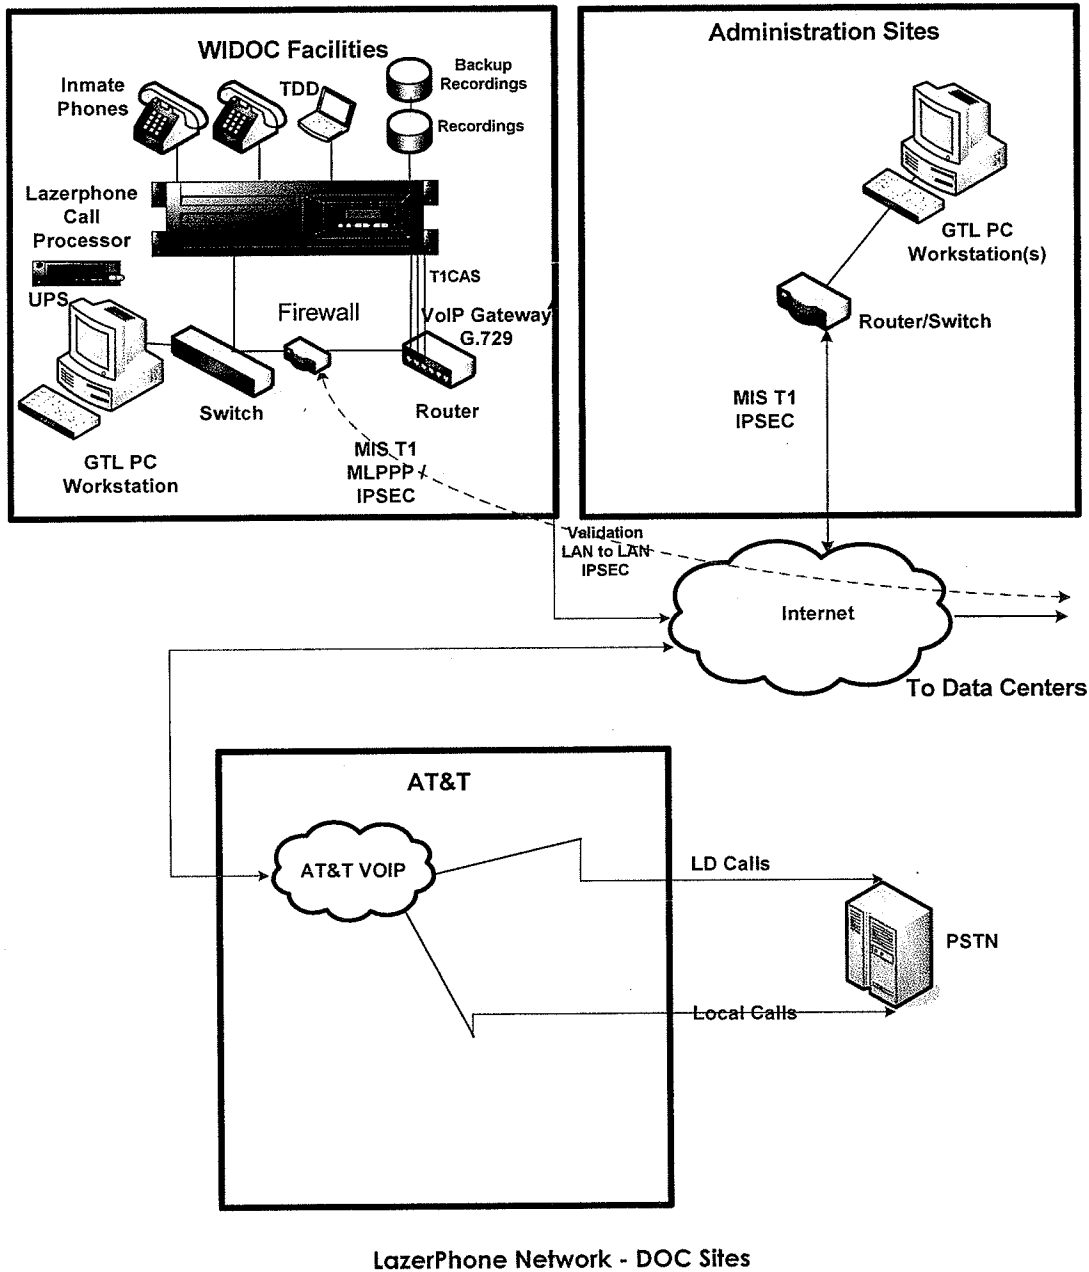 WIDOC Facilities
Inmate
Phones
TDD
Backup
Recordings
Recordings
Lazerphone
Call
Processor
UPS
T1CAS
Firewall
VoIP Gateway
G.729
Switch
Router
GTL PC
Workstation
MIS T1
MLPPP /
IPSEC
Administration Sites
GTL PC
Workstation(s)
Router/Switch
MIS T1
IPSEC
Validation
LAN to LAN
IPSEC
Internet
To Data Centers
AT&T
AT&T VOIP
LD Calls
PSTN
Local Calls
LazerPhone Network - DOC Sites